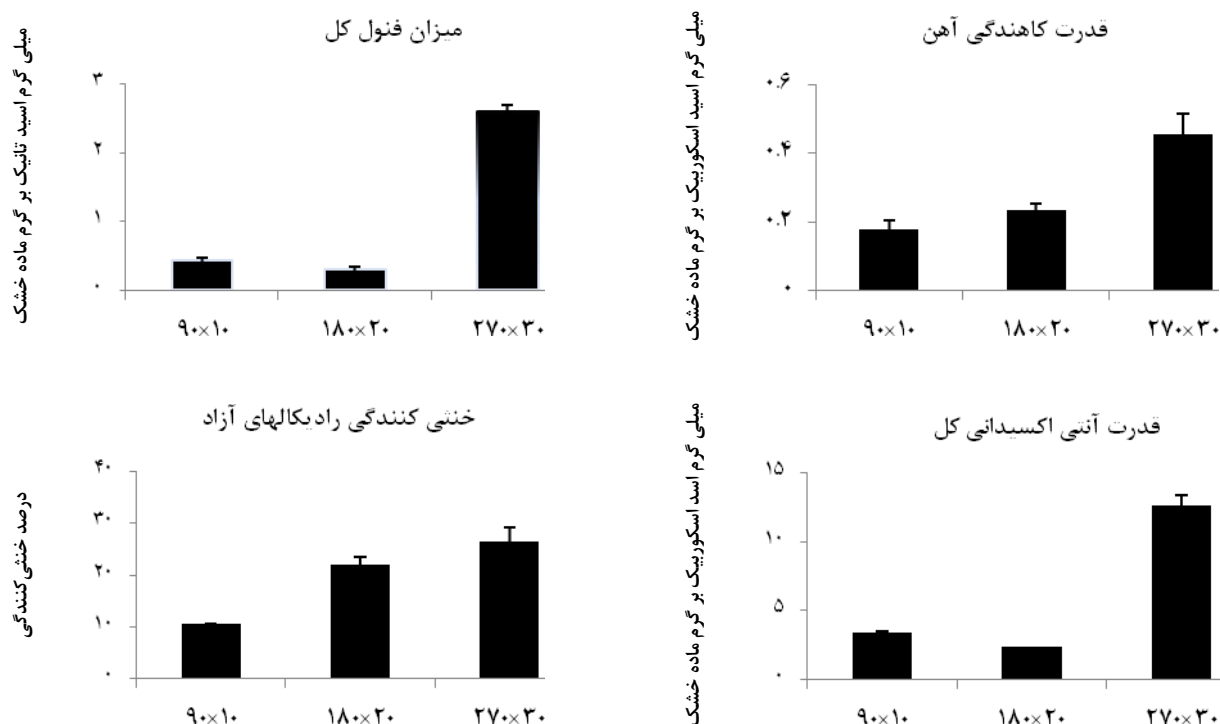 میزان فنول کل
میلی گرم اسید تانیک بر گرم ماده خشک
۳
۲
۱
۰
۹۰×۱۰ ۱۸۰×۲۰ ۲۷۰×۳۰
قدرت کاهندگی آهن
میلی گرم اسید اسکوربیک بر گرم ماده خشک
۰.۶
۰.۴
۰.۲
۰
۹۰×۱۰ ۱۸۰×۲۰ ۲۷۰×۳۰
خنثی کنندگی رادیکالهای آزاد
درصد خنثی کنندگی
۴۰
۳۰
۲۰
۱۰
۰
۹۰×۱۰ ۱۸۰×۲۰ ۲۷۰×۳۰
قدرت آنتی اکسیدانی کل
میلی گرم اسد اسکوربیک بر گرم ماده خشک
۱۵
۱۰
۵
۰
۹۰×۱۰ ۱۸۰×۲۰ ۲۷۰×۳۰